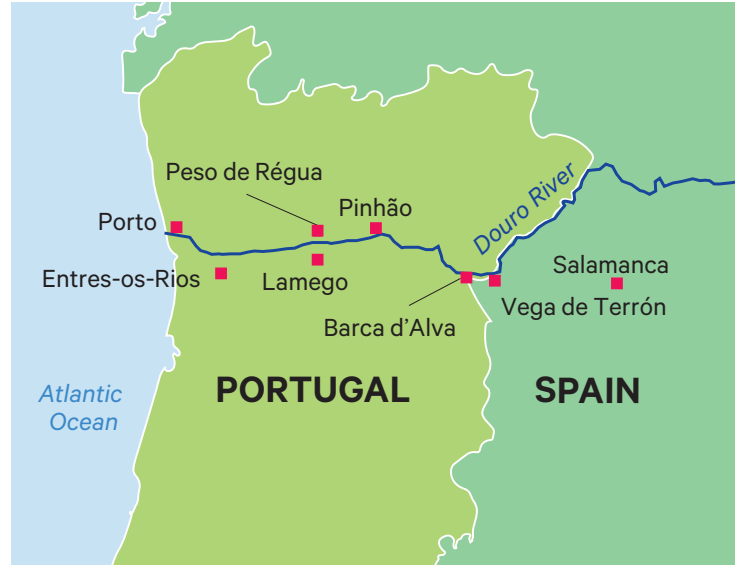 Peso de Régua
Pinhão
Douro River
Porto
Entres-os-Rios
Lamego
Salamanca
Barca d’Alva
Vega de Terrón
Atlantic
Ocean
PORTUGAL
SPAIN